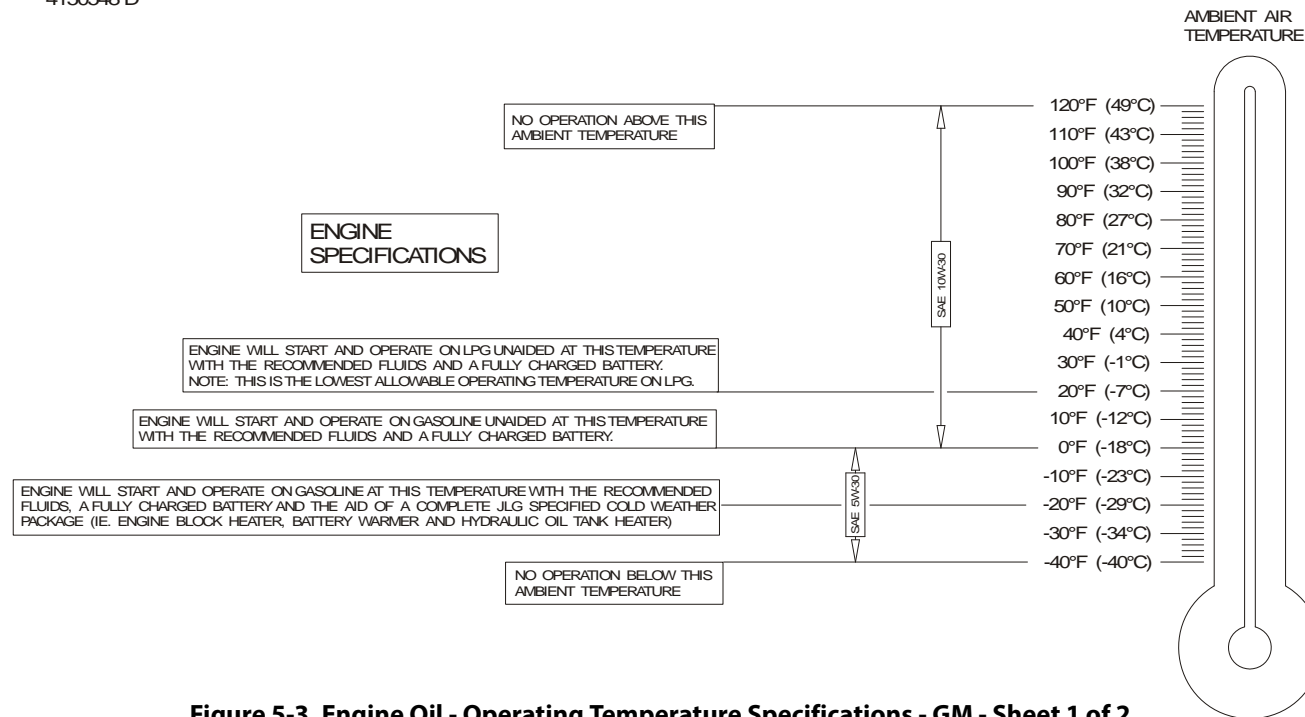 AMBIENT AIR
TEMPERATURE
NO OPERATION ABOVE THIS
AMBIENT TEMPERATURE
120°F (49°C)
110°F (43°C)
100°F (38°C)
90°F (32°C)
80°F (27°C)
70°F (21°C)
60°F (16°C)
50°F (10°C)
40°F (4°C)
30°F (-1°C)
20°F (-7°C)
10°F (-12°C)
0°F (-18°C)
-10°F (-23°C)
-20°F (-29°C)
-30°F (-34°C)
-40°F (-40°C)
ENGINE
SPECIFICATIONS
SAE 10W-30
ENGINE WILL START AND OPERATE ON LPG UNAIDED AT THIS TEMPERATURE
WITH THE RECOMMENDED FLUIDS AND A FULLY CHARGED BATTERY.
NOTE: THIS IS THE LOWEST ALLOWABLE OPERATING TEMPERATURE ON LPG.
ENGINE WILL START AND OPERATE ON GASOLINE UNAIDED AT THIS TEMPERATURE
WITH THE RECOMMENDED FLUIDS AND A FULLY CHARGED BATTERY.
SAE 5W-30
ENGINE WILL START AND OPERATE ON GASOLINE AT THIS TEMPERATURE WITH THE RECOMMENDED
FLUIDS, A FULLY CHARGED BATTERY AND THE AID OF A COMPLETE JLG SPECIFIED COLD WEATHER
PACKAGE (IE. ENGINE BLOCK HEATER, BATTERY WARMER AND HYDRAULIC OIL TANK HEATER)
NO OPERATION BELOW THIS
AMBIENT TEMPERATURE
Figure 5-3. Engine Oil - Operating Temperature Specifications - GM - Sheet 1 of 2